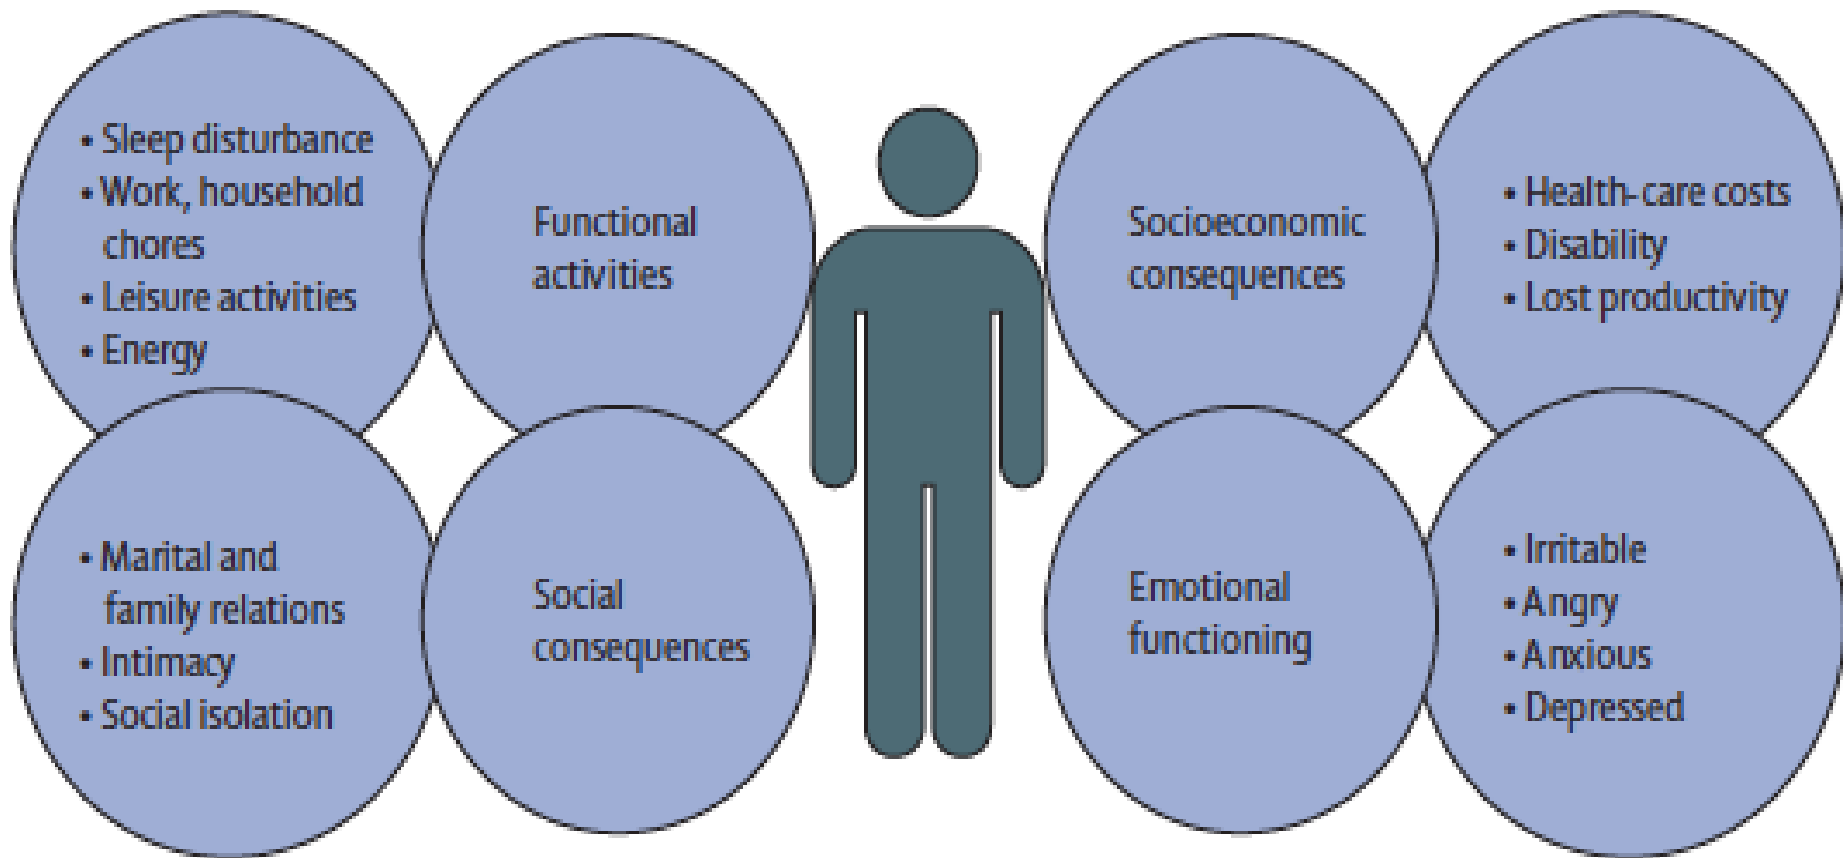 • Sleep disturbance
• Work, household
chores
• Leisure activities
• Energy
Functional
activities
Socioeconomic
consequences
• Health-care costs
• Disability
• Lost productivity
• Marital and
family relations
• Intimacy
• Social isolation
Social
consequences
Emotional
functioning
• Irritable
• Angry
• Anxious
• Depressed